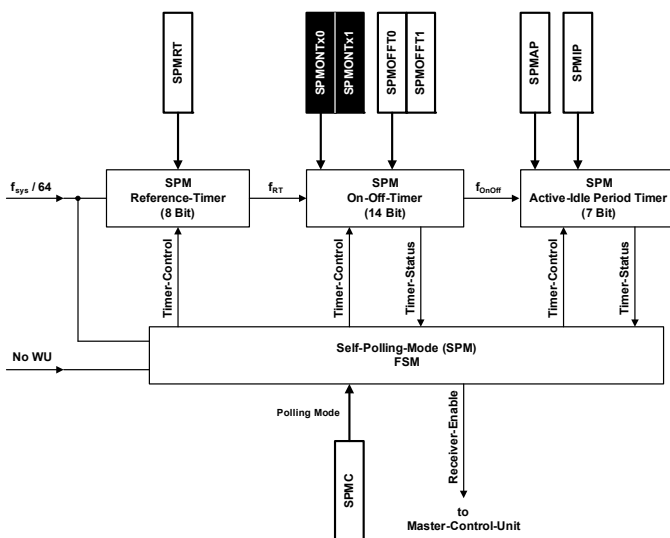 SPMRT
SPMONTx0
SPMONTx1
SPMOFFT0
SPMOFFT1
SPMAP
SPMIP
fsys / 64
SPM
Reference-Timer
(8 Bit)
fRT
SPM
On-Off-Timer
(14 Bit)
fOnOff
SPM
Active-Idle Period Timer
(7 Bit)
Timer-Control
Timer-Control
Timer-Status
Timer-Control
Timer-Status
No WU
Self-Polling-Mode (SPM)
FSM
Polling Mode
SPMC
Receiver-Enable
to
Master-Control-Unit